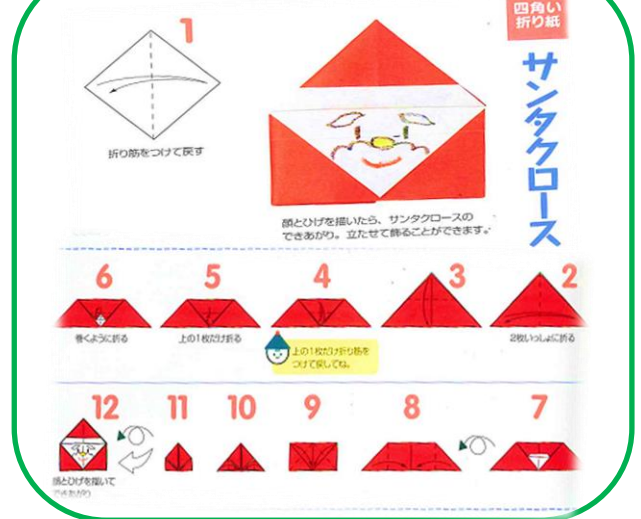 四角い
折り紙
サンタクロース
1
折り筋をつけて戻す
顔とひげを描いたら、サンタクロースの
できあがり。立たせて飾ることができます。
2
2枚いっしょに折る
3
4
上の1枚だけ折り筋を
つけて戻してね。
5
上の1枚だけ折る
6
巻くように折る
7
8
9
10
11
12
顔とひげを描いて
できあがり